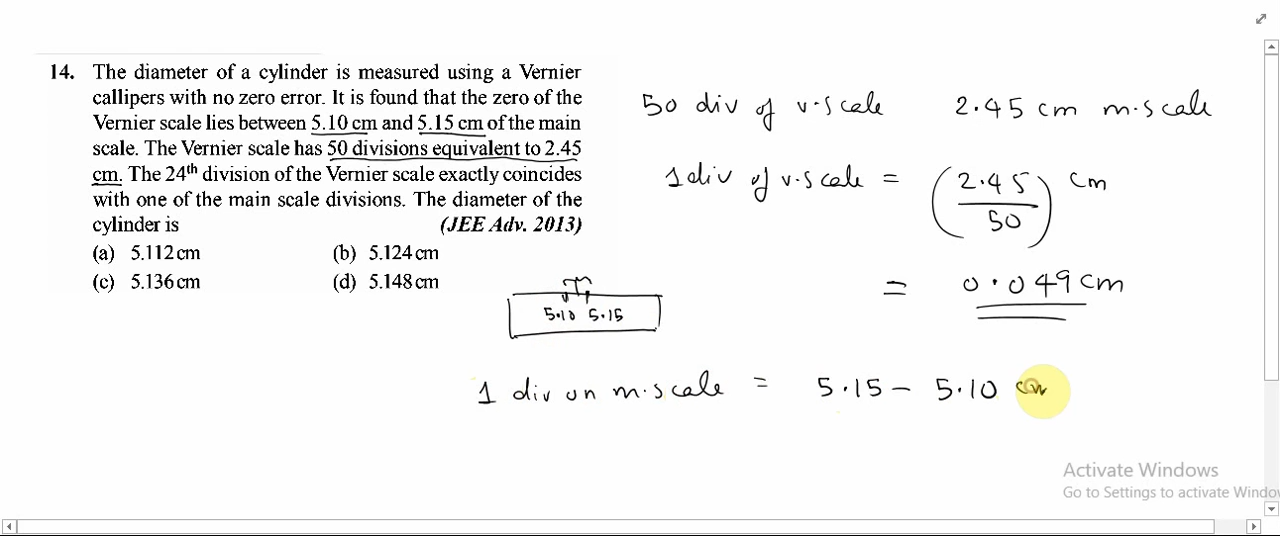 14. The diameter of a cylinder is measured using a Vernier
callipers with no zero error. It is found that the zero of the
Vernier scale lies between 5.10 cm and 5.15 cm of the main
scale. The Vernier scale has 50 divisions equivalent to 2.45
cm. The 24th division of the Vernier scale exactly coincides
with one of the main scale divisions. The diameter of the
cylinder is (JEE Adv. 2013)
(a) 5.112 cm (b) 5.124 cm
(c) 5.136 cm (d) 5.148 cm
50 div of v.scale 2.45 cm m.scale
1 div of v.scale = (2.45/50) cm
= 0.049 cm
5.10 5.15
1 div on m.scale = 5.15 - 5.10 cm
Activate Windows
Go to Settings to activate Windo